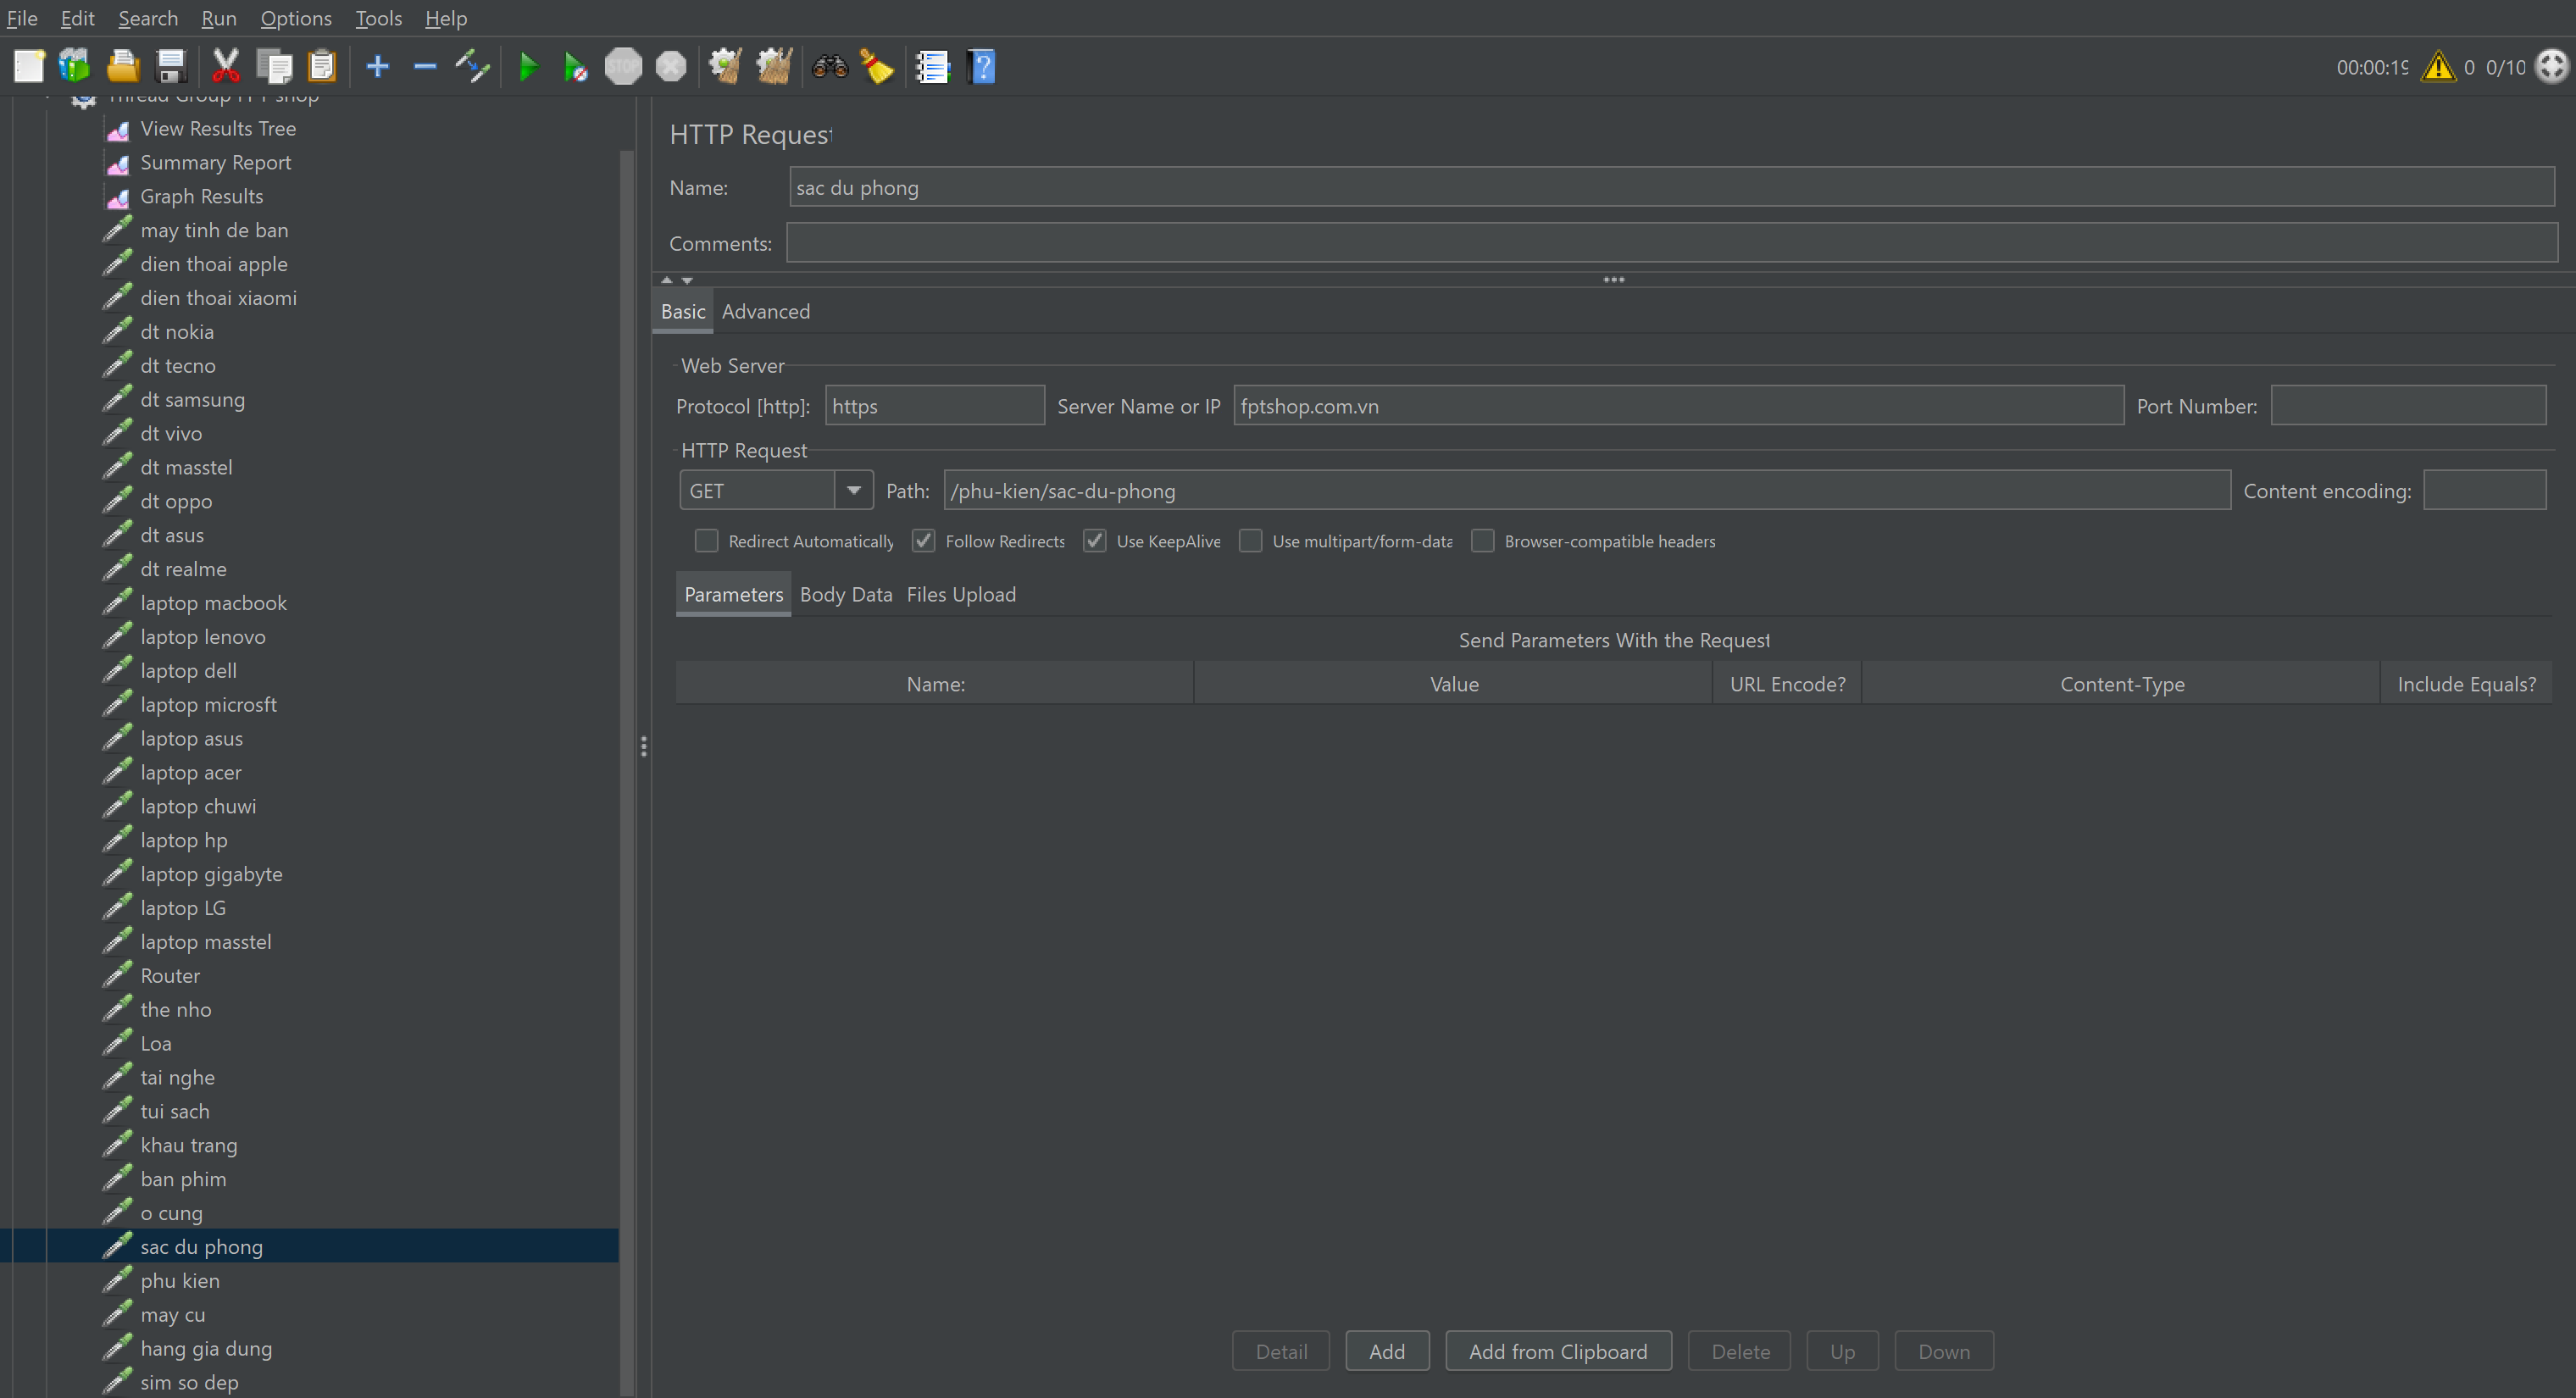 File Edit Search Run Options Tools Help
STOP
00:00:19 0 0/10
Thread Group FPT shop
View Results Tree
Summary Report
Graph Results
may tinh de ban
dien thoai apple
dien thoai xiaomi
dt nokia
dt tecno
dt samsung
dt vivo
dt masstel
dt oppo
dt asus
dt realme
laptop macbook
laptop lenovo
laptop dell
laptop microsft
laptop asus
laptop acer
laptop chuwi
laptop hp
laptop gigabyte
laptop LG
laptop masstel
Router
the nho
Loa
tai nghe
tui sach
khau trang
ban phim
o cung
sac du phong
phu kien
may cu
hang gia dung
sim so dep
HTTP Request
Name: sac du phong
Comments:
Basic Advanced
Web Server
Protocol [http]: https Server Name or IP fptshop.com.vn Port Number:
HTTP Request
GET Path: /phu-kien/sac-du-phong Content encoding:
Redirect Automatically Follow Redirects Use KeepAlive Use multipart/form-data Browser-compatible headers
Parameters Body Data Files Upload
Send Parameters With the Request
Name: Value URL Encode? Content-Type Include Equals?
Detail Add Add from Clipboard Delete Up Down